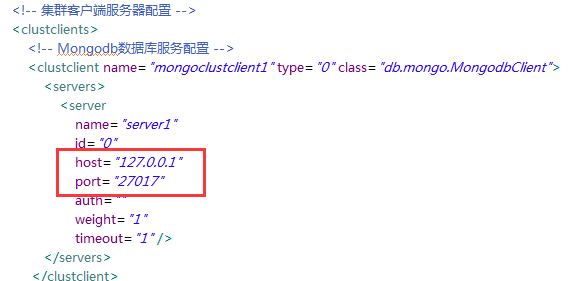 <!-- 集群客户端服务器配置 -->
<clustclients>
<!-- Mongodb数据库服务配置 -->
<clustclient name="mongoclustclient1" type="0" class="db.mongo.MongodbClient">
<servers>
<server
name="server1"
id="0"
host="127.0.0.1"
port="27017"
auth=""
weight="1"
timeout="1" />
</servers>
</clustclient>